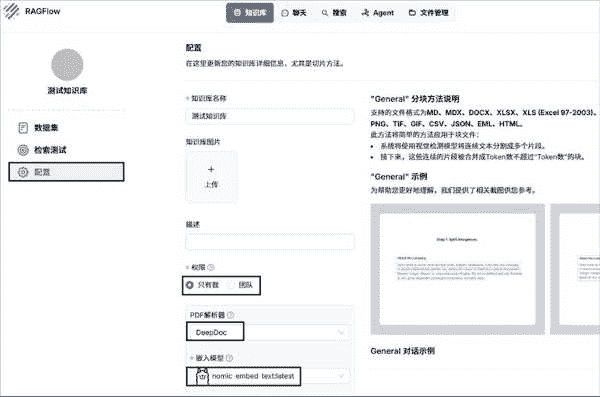 RAGFlow
知识库
聊天
搜索
Agent
文件管理
测试知识库
数据集
检索测试
配置
配置
在这里更新您的知识库详细信息，尤其是切片方法。
* 知识库名称
测试知识库
知识库图片
+
上传
描述
* 权限
只有我
团队
PDF解析器
DeepDoc
* 嵌入模型
nomic-embed-text:latest
"General" 分块方法说明
支持的文件格式为MD、MDX、DOCX、XLSX、XLS (Excel 97-2003)、
PNG、TIF、GIF、CSV、JSON、EML、HTML。
此方法将简单的方法应用于块文件：
• 系统将使用视觉检测模型将连续文本分割成多个片段。
• 接下来，这些连续的片段被合并成Token数不超过"Token数"的块。
"General" 示例
为帮助您更好地理解，我们提供了相关截图供您参考。
General 对话示例